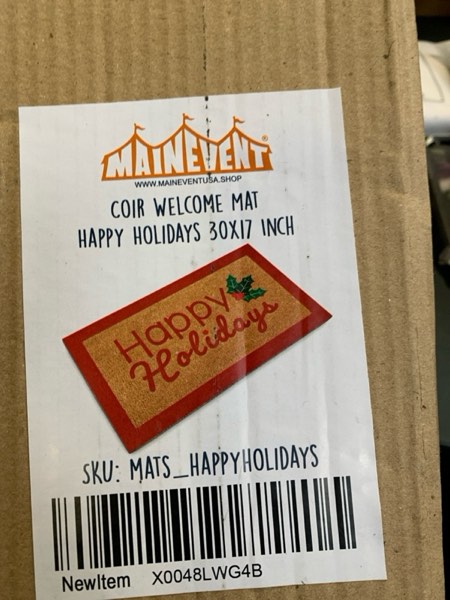 MAINEVENT®
WWW.MAINEVENTUSA.SHOP
COIR WELCOME MAT
HAPPY HOLIDAYS 30X17 INCH
Happy
Holidays
SKU: MATS_HAPPYHOLIDAYS
NewItem X0048LWG4B